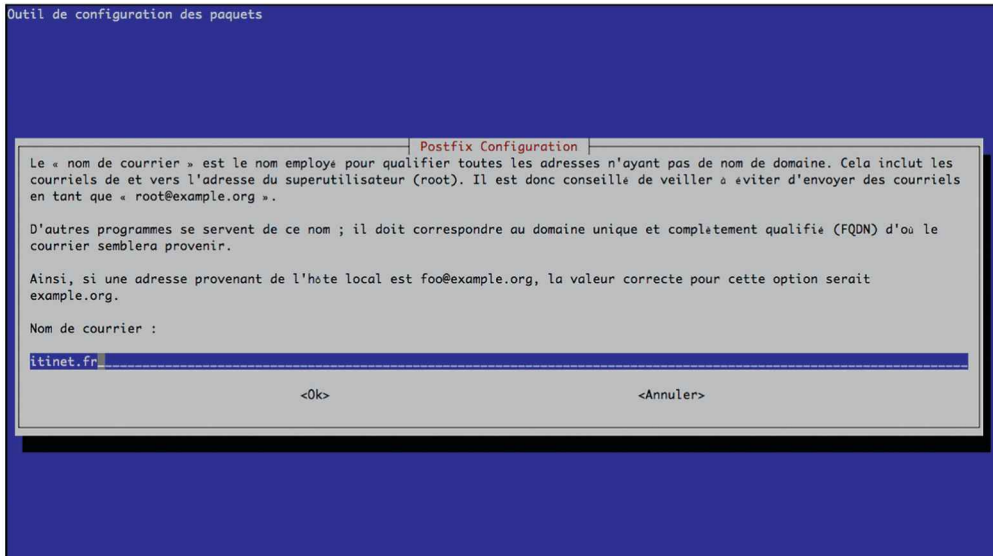 Outil de configuration des paquets
Postfix Configuration
Le « nom de courrier » est le nom employé pour qualifier toutes les adresses n'ayant pas de nom de domaine. Cela inclut les
courriels de et vers l'adresse du superutilisateur (root). Il est donc conseillé de veiller à éviter d'envoyer des courriels
en tant que « root@example.org ».
D'autres programmes se servent de ce nom ; il doit correspondre au domaine unique et complètement qualifié (FQDN) d'où le
courrier semblera provenir.
Ainsi, si une adresse provenant de l'hôte local est foo@example.org, la valeur correcte pour cette option serait
example.org.
Nom de courrier :
itinet.fr
<Ok> <Annuler>